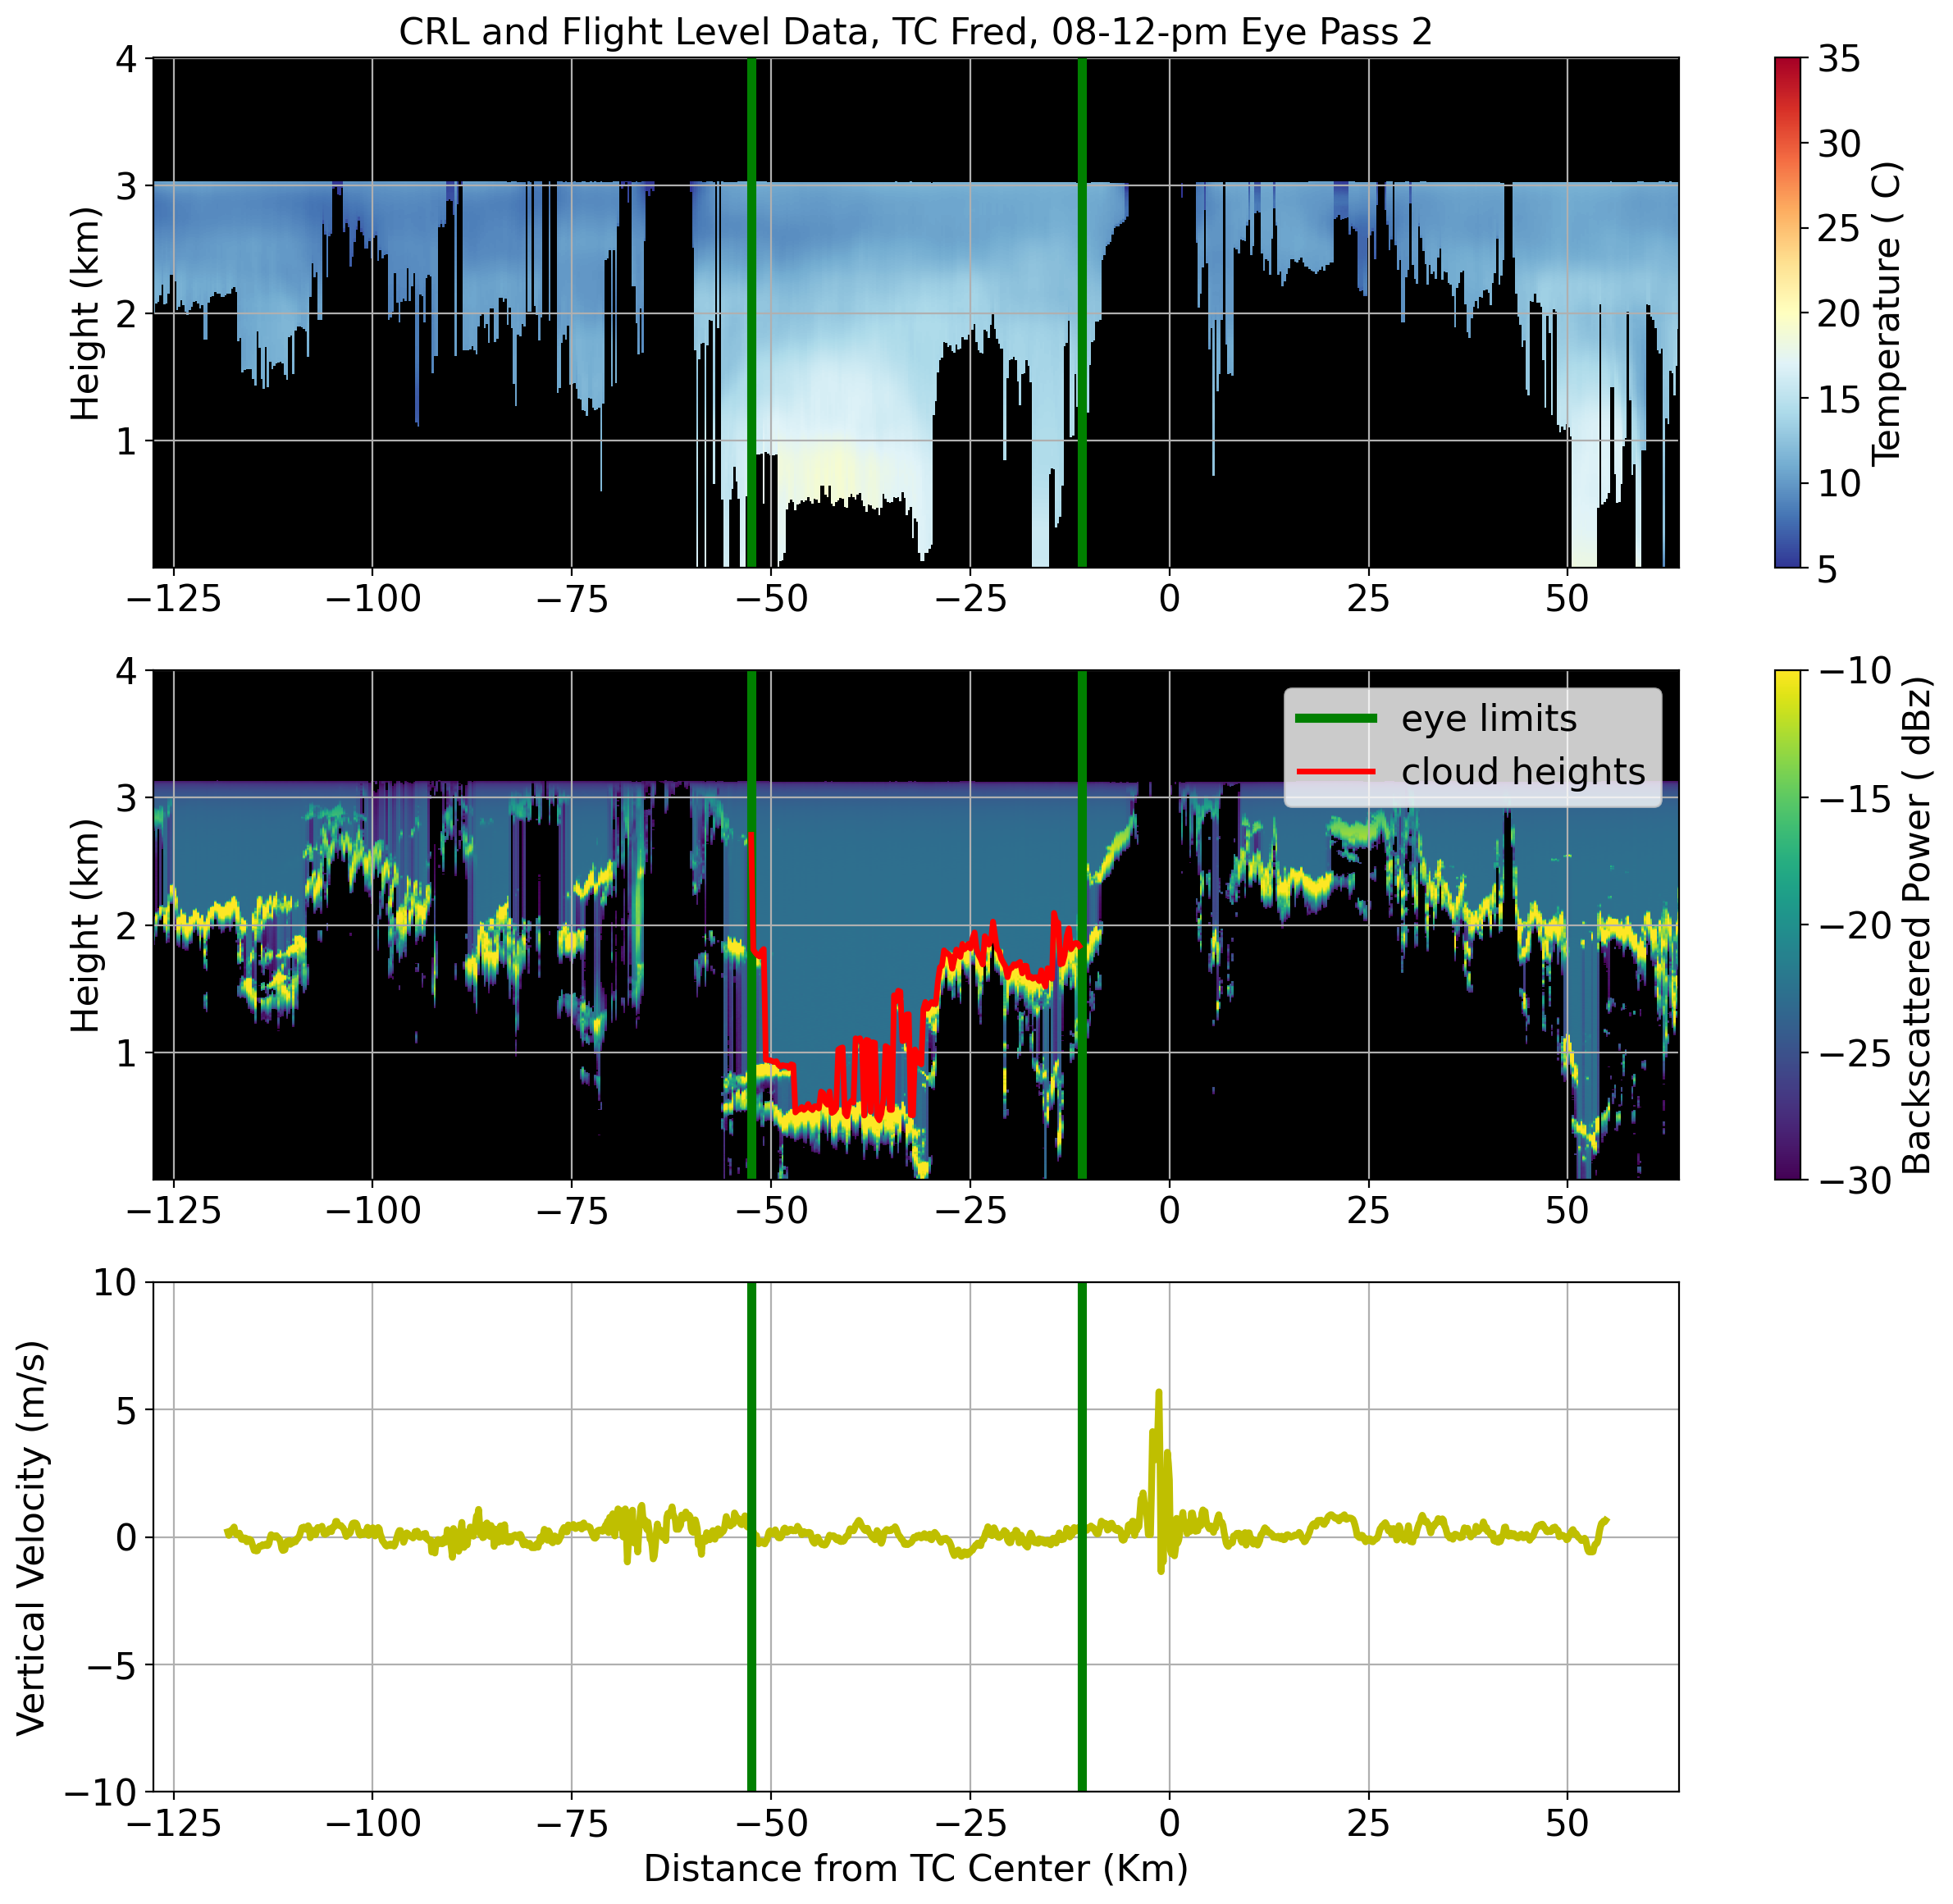 CRL and Flight Level Data, TC Fred, 08-12-pm Eye Pass 2
4
3
2
1
Height (km)
−125 −100 −75 −50 −25 0 25 50
35
30
25
20
15
10
5
Temperature ( C)
4
3
2
1
Height (km)
eye limits
cloud heights
−125 −100 −75 −50 −25 0 25 50
−10
−15
−20
−25
−30
Backscattered Power ( dBz)
10
5
0
−5
−10
Vertical Velocity (m/s)
−125 −100 −75 −50 −25 0 25 50
Distance from TC Center (Km)